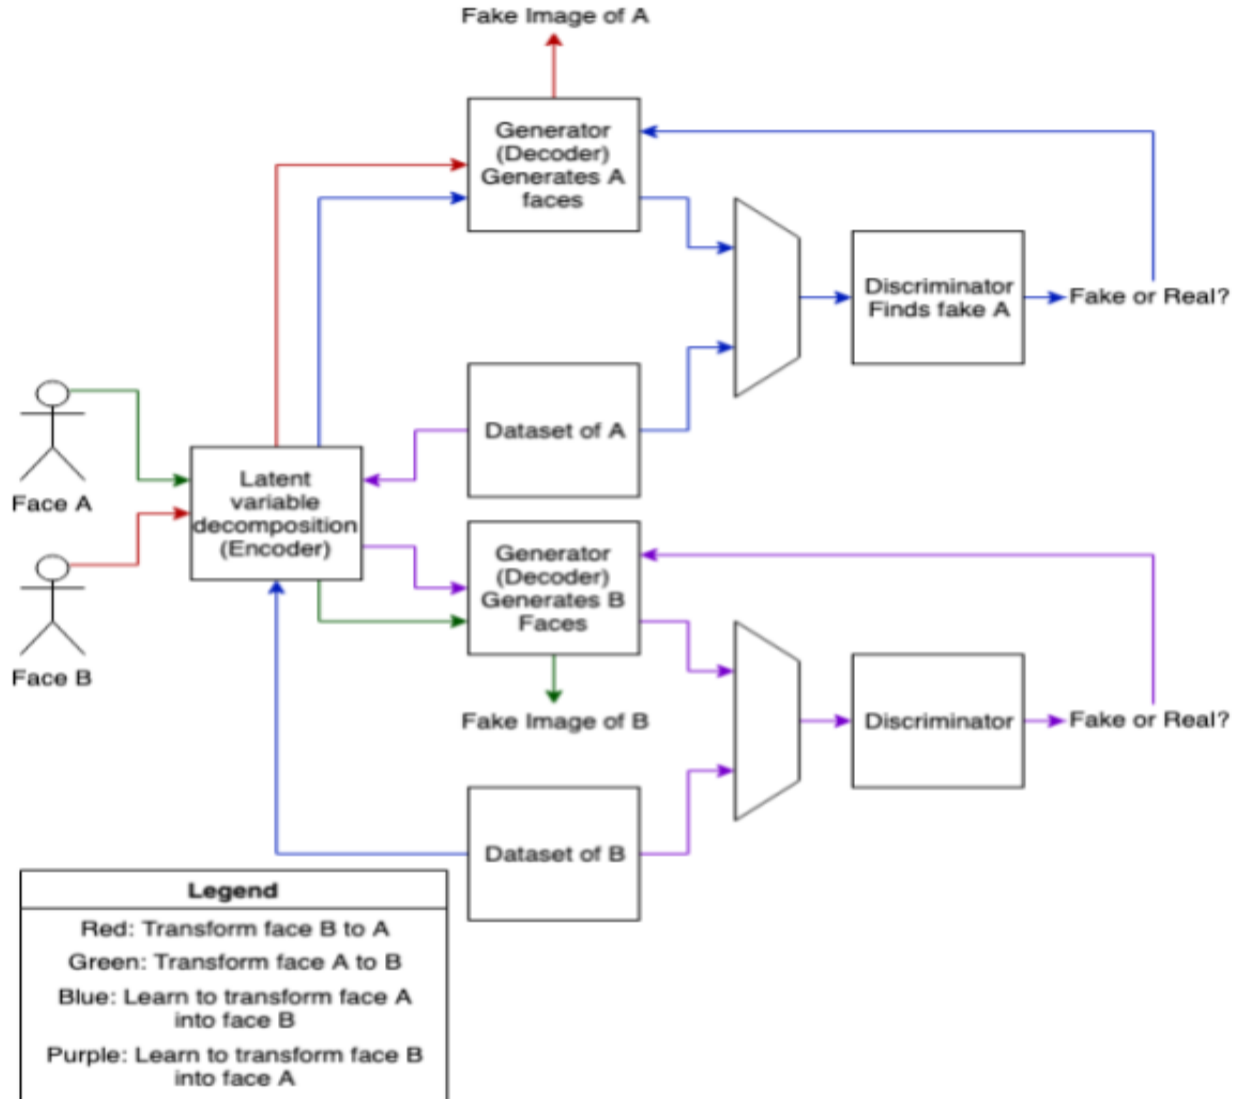 Fake Image of A
Generator
(Decoder)
Generates A
faces
Discriminator
Finds fake A
Fake or Real?
Dataset of A
Face A
Latent
variable
decomposition
(Encoder)
Face B
Generator
(Decoder)
Generates B
Faces
Fake Image of B
Discriminator
Fake or Real?
Dataset of B
Legend
Red: Transform face B to A
Green: Transform face A to B
Blue: Learn to transform face A
into face B
Purple: Learn to transform face B
into face A